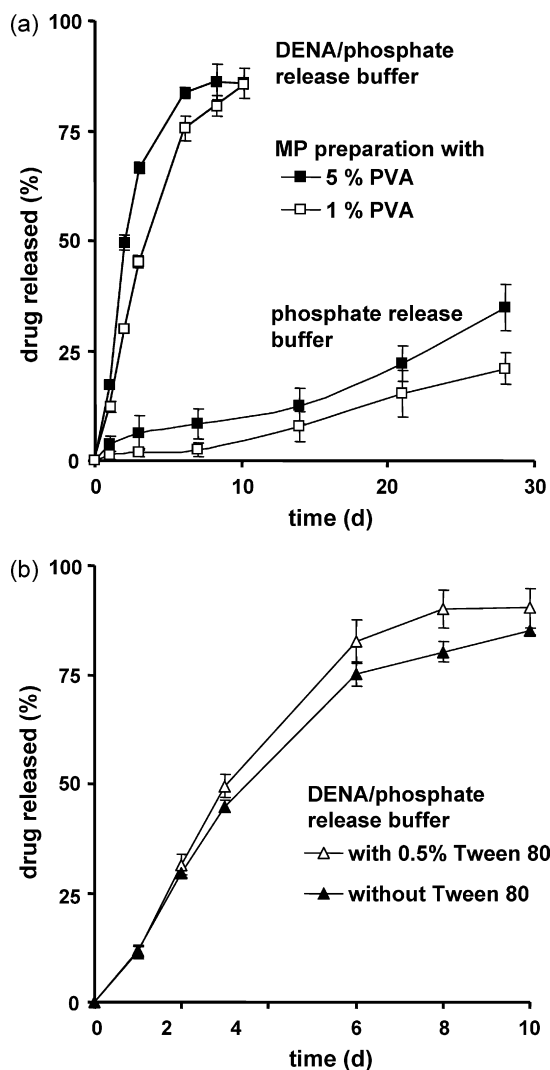 (a)
100
75
50
25
0
drug released (%)
DENA/phosphate
release buffer
MP preparation with
5 % PVA
1 % PVA
phosphate release
buffer
0
10
20
30
time (d)
(b)
100
75
50
25
0
drug released (%)
DENA/phosphate
release buffer
with 0.5% Tween 80
without Tween 80
0
2
4
6
8
10
time (d)